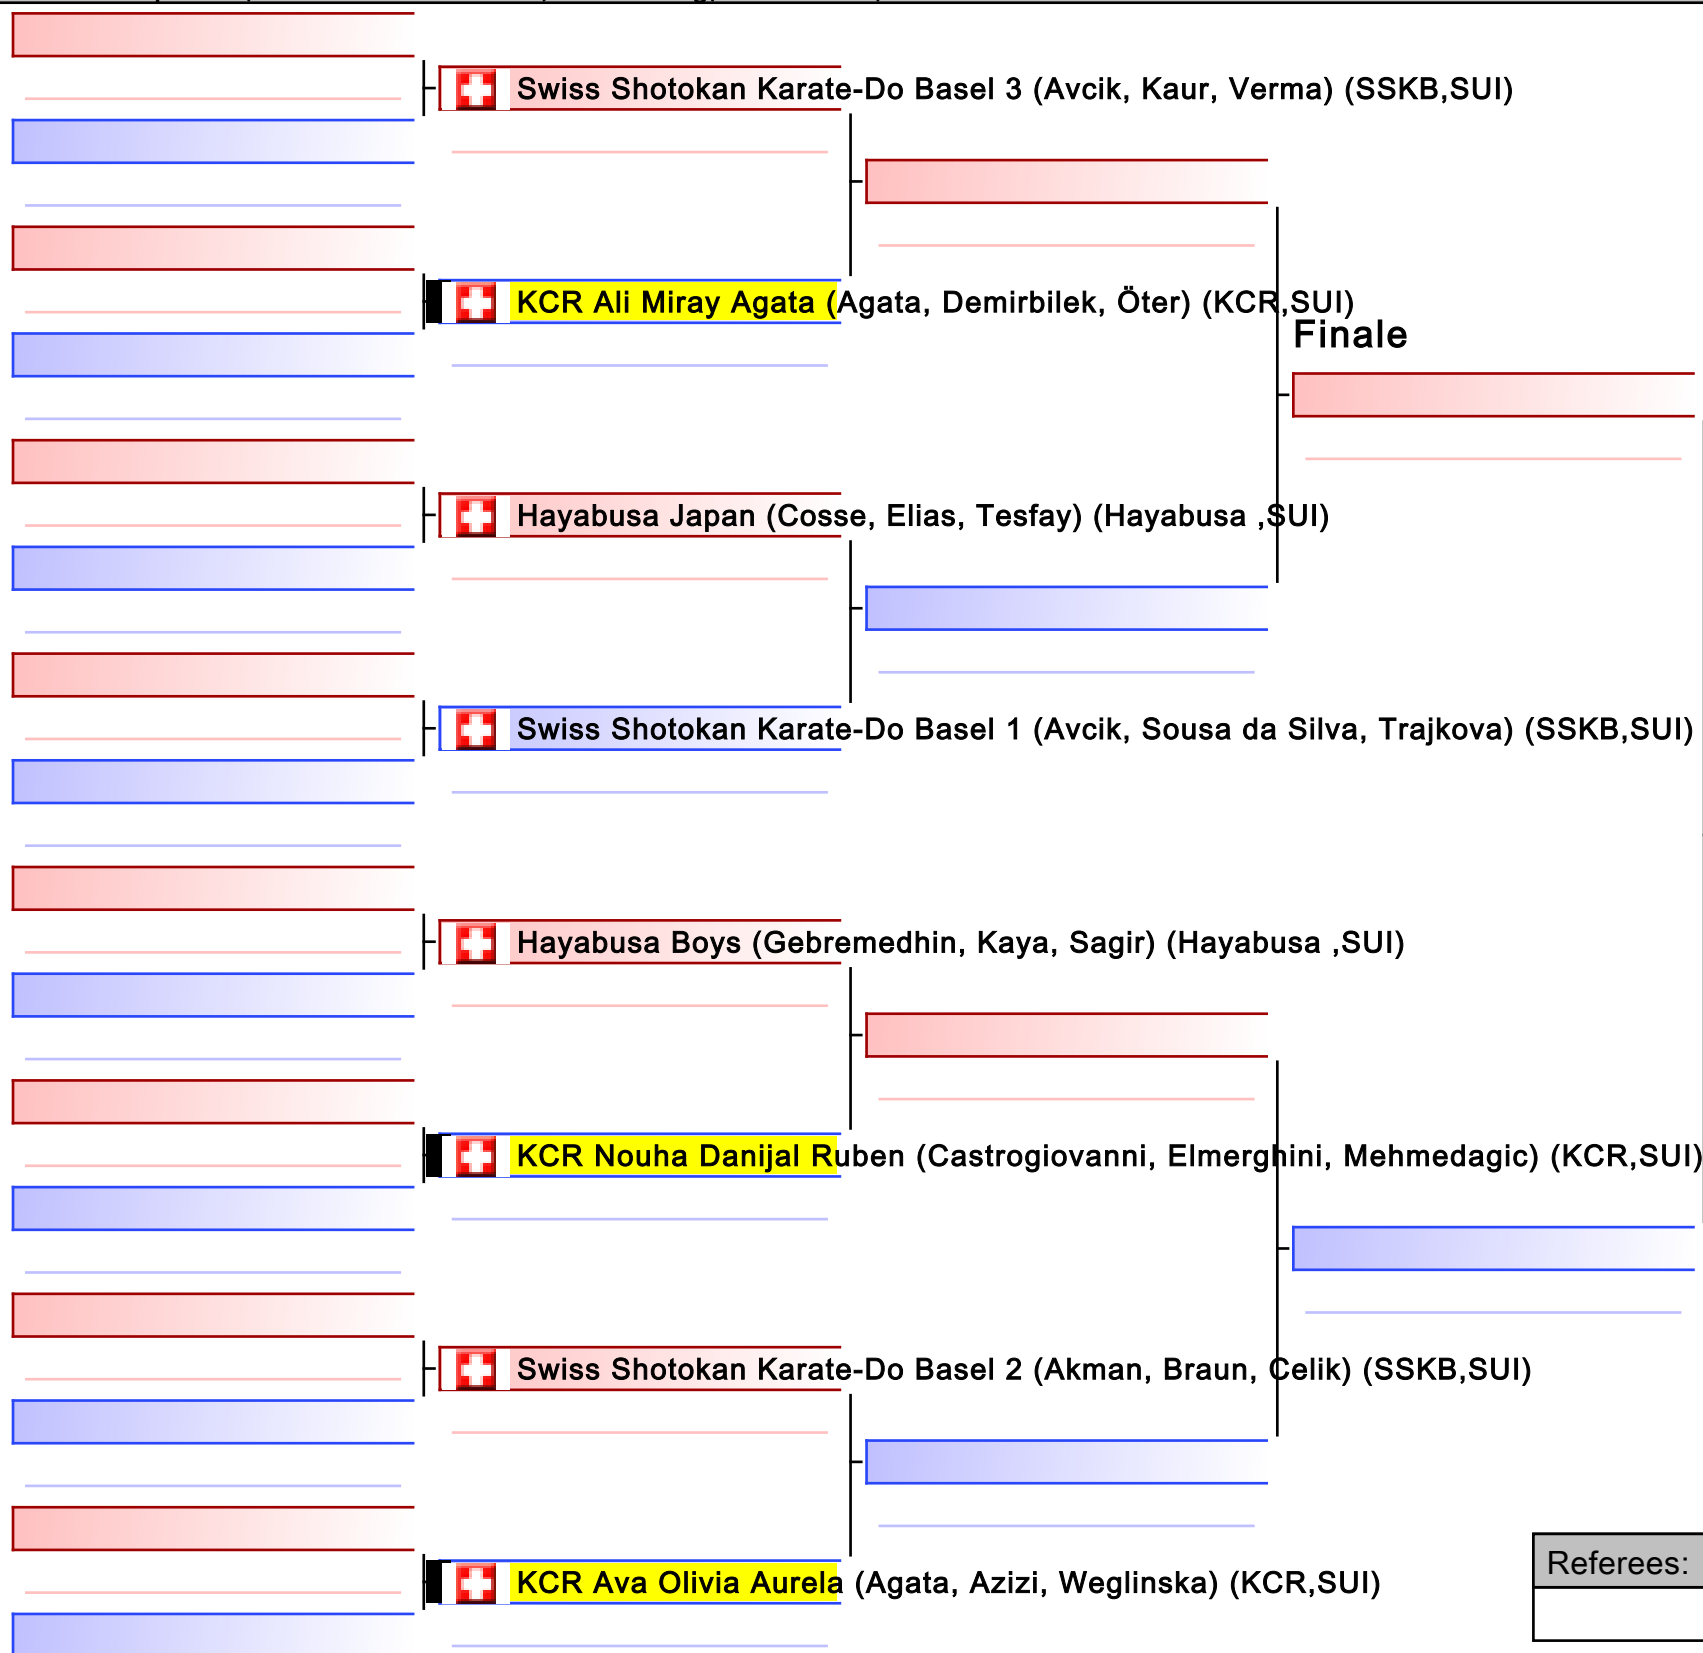 Swiss Shotokan Karate-Do Basel 3 (Avcik, Kaur, Verma) (SSKB,SUI)
KCR Ali Miray Agata (Agata, Demirbilek, Öter) (KCR,SUI)
Finale
Hayabusa Japan (Cosse, Elias, Tesfay) (Hayabusa ,SUI)
Swiss Shotokan Karate-Do Basel 1 (Avcik, Sousa da Silva, Trajkova) (SSKB,SUI)
Hayabusa Boys (Gebremedhin, Kaya, Sagir) (Hayabusa ,SUI)
KCR Nouha Danijal Ruben (Castrogiovanni, Elmerghini, Mehmedagic) (KCR,SUI)
Swiss Shotokan Karate-Do Basel 2 (Akman, Braun, Celik) (SSKB,SUI)
Referees:
KCR Ava Olivia Aurela (Agata, Azizi, Weglinska) (KCR,SUI)